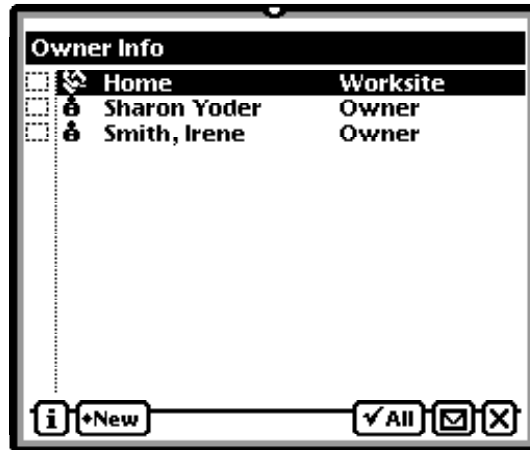 Owner Info
Home Worksite
Sharon Yoder Owner
Smith, Irene Owner
i ♦New ✓All X